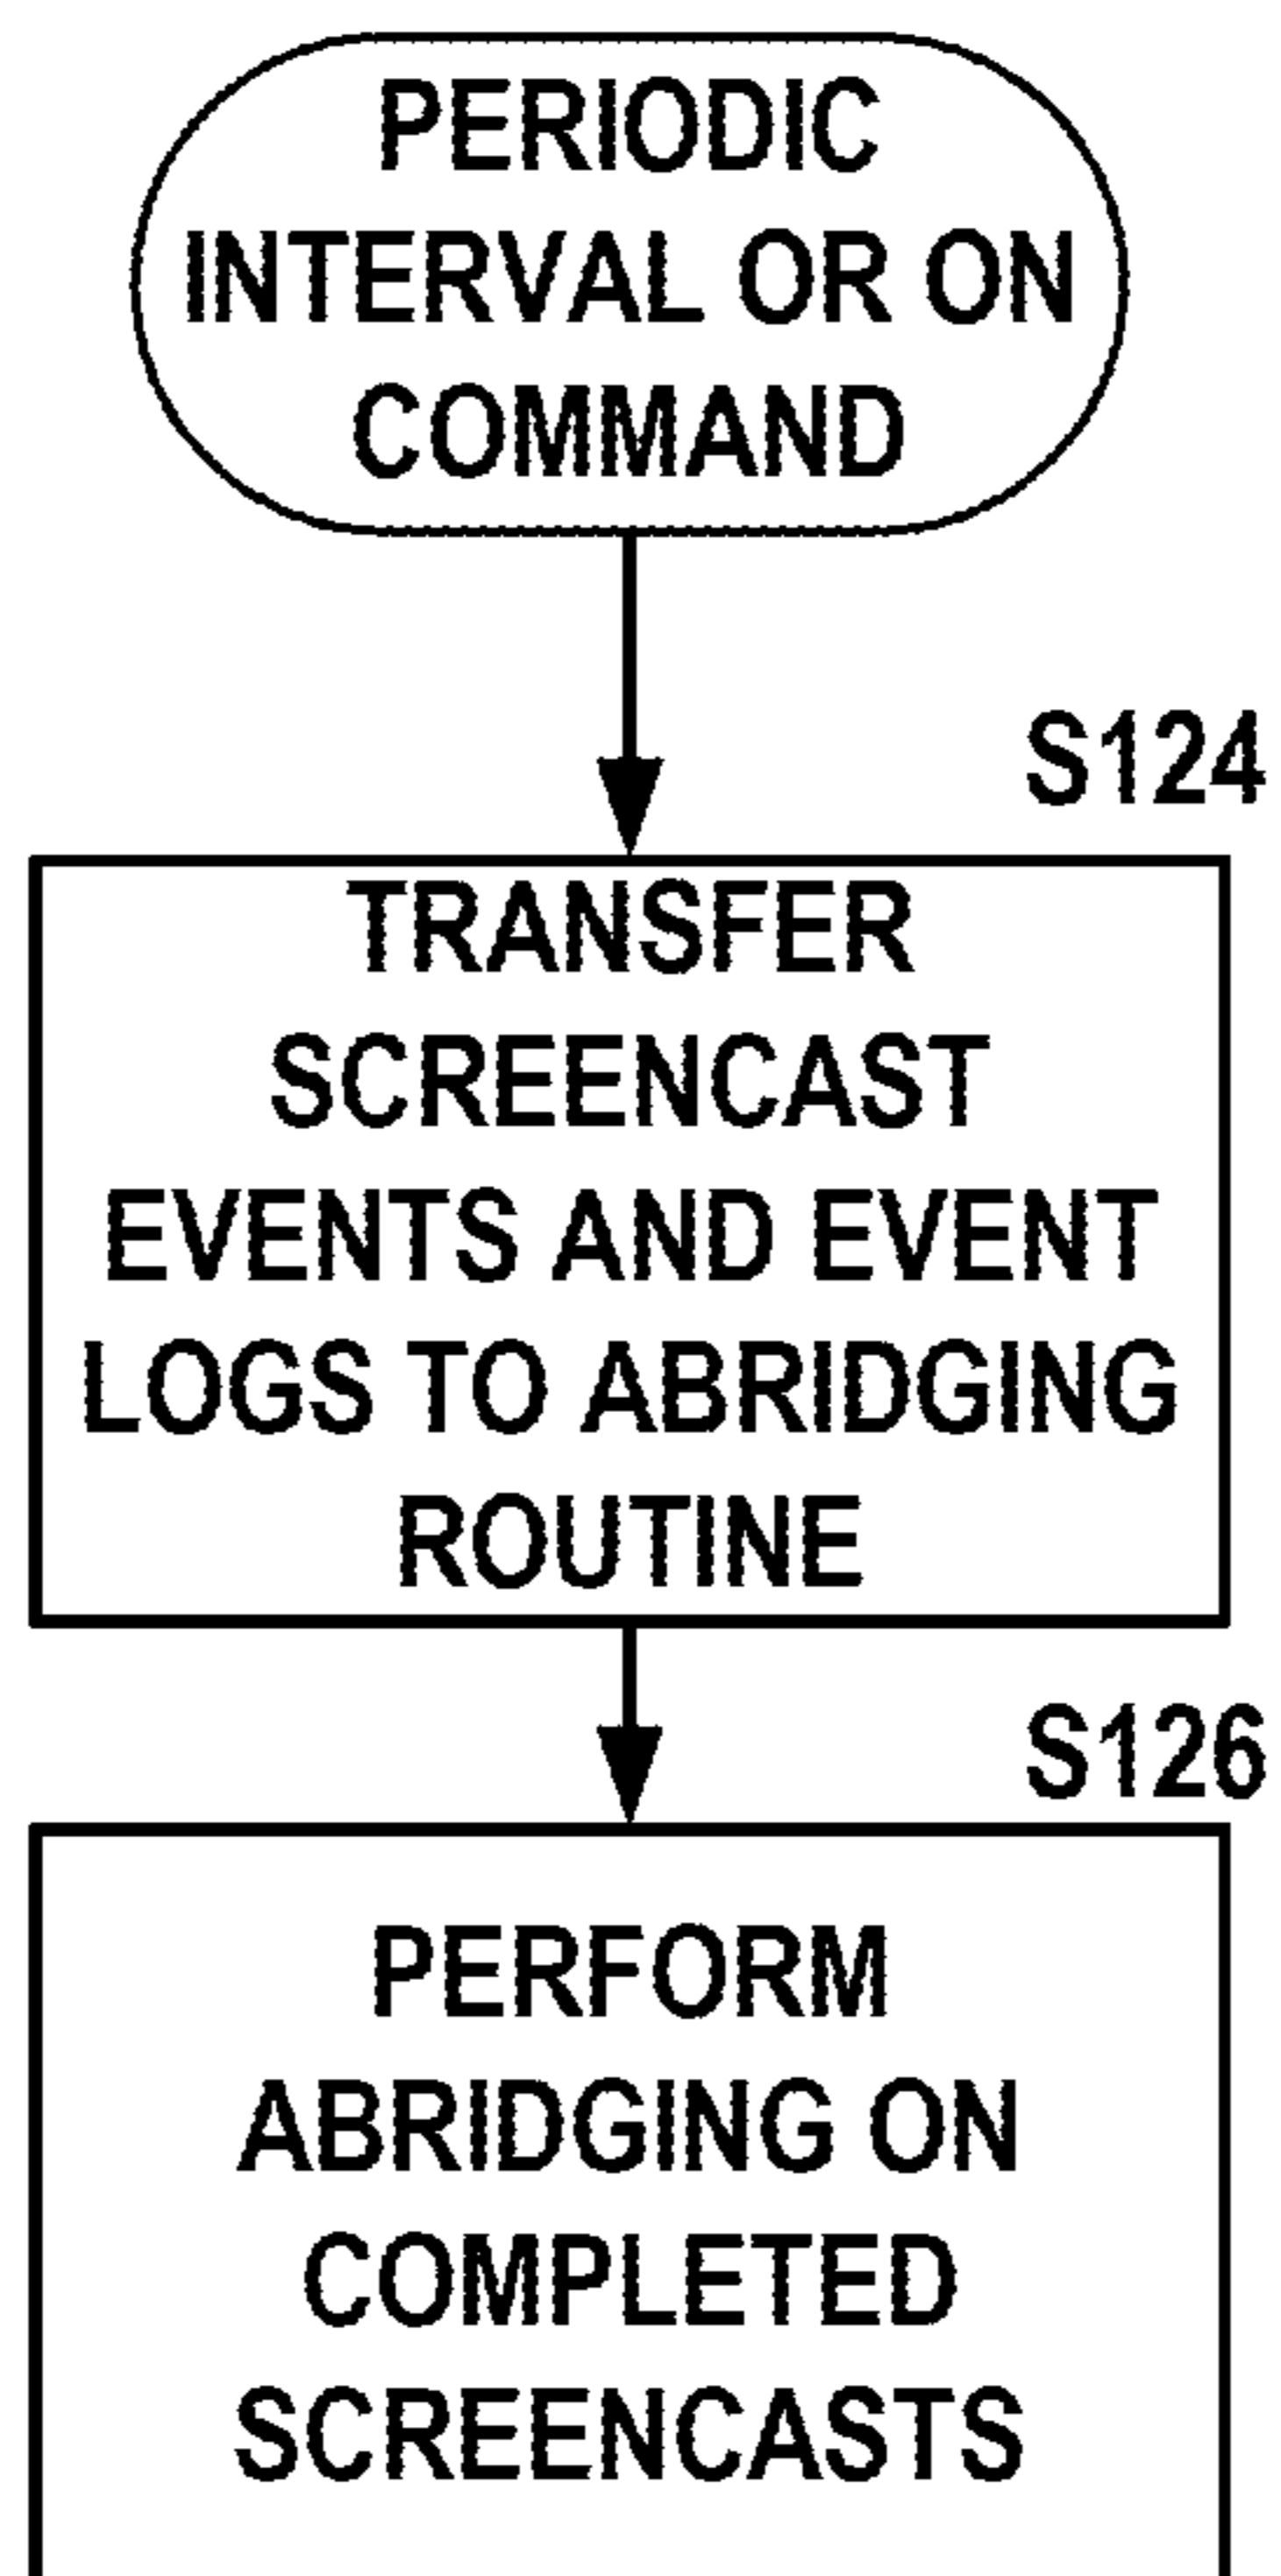 PERIODIC
INTERVAL OR ON
COMMAND
S124
TRANSFER
SCREENCAST
EVENTS AND EVENT
LOGS TO ABRIDGING
ROUTINE
S126
PERFORM
ABRIDGING ON
COMPLETED
SCREENCASTS